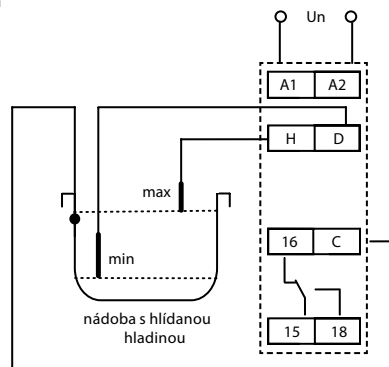 Un
A1 A2
H D
max
min
16 C
nádoba s hlídanou
hladinou
15 18